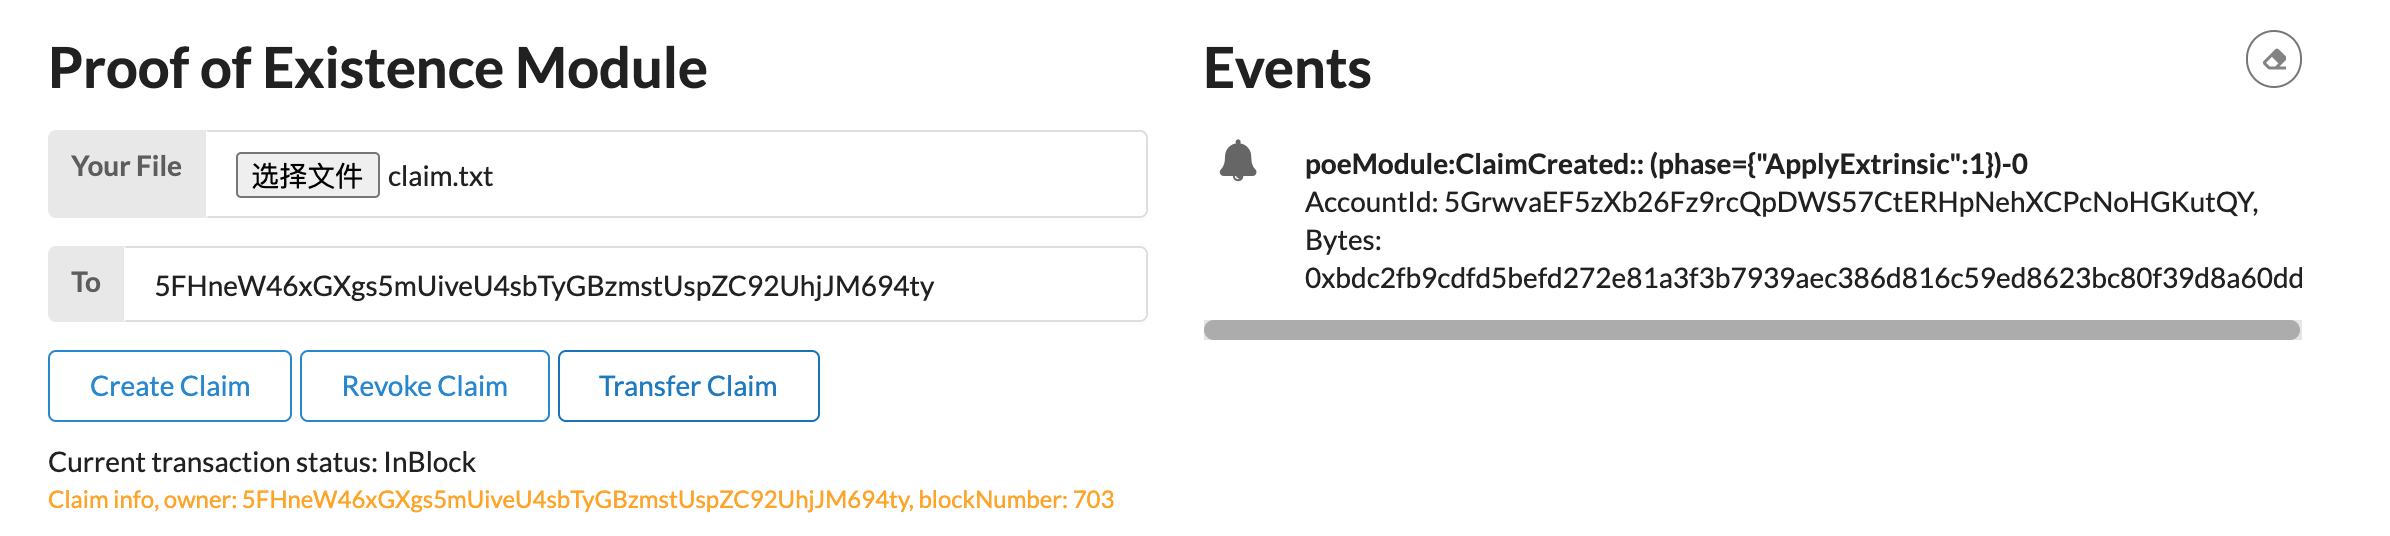 Proof of Existence Module
Your File
选择文件 claim.txt
To
5FHneW46xGXgs5mUiveU4sbTyGBzmstUspZC92UhjJM694ty
Create Claim
Revoke Claim
Transfer Claim
Current transaction status: InBlock
Claim info, owner: 5FHneW46xGXgs5mUiveU4sbTyGBzmstUspZC92UhjJM694ty, blockNumber: 703
Events
poeModule:ClaimCreated:: (phase={"ApplyExtrinsic":1})-0
AccountId: 5GrwvaEF5zXb26Fz9rcQpDWS57CtERHpNehXCPcNoHGKutQY,
Bytes:
0xbdc2fb9cdfd5befd272e81a3f3b7939aec386d816c59ed8623bc80f39d8a60dd